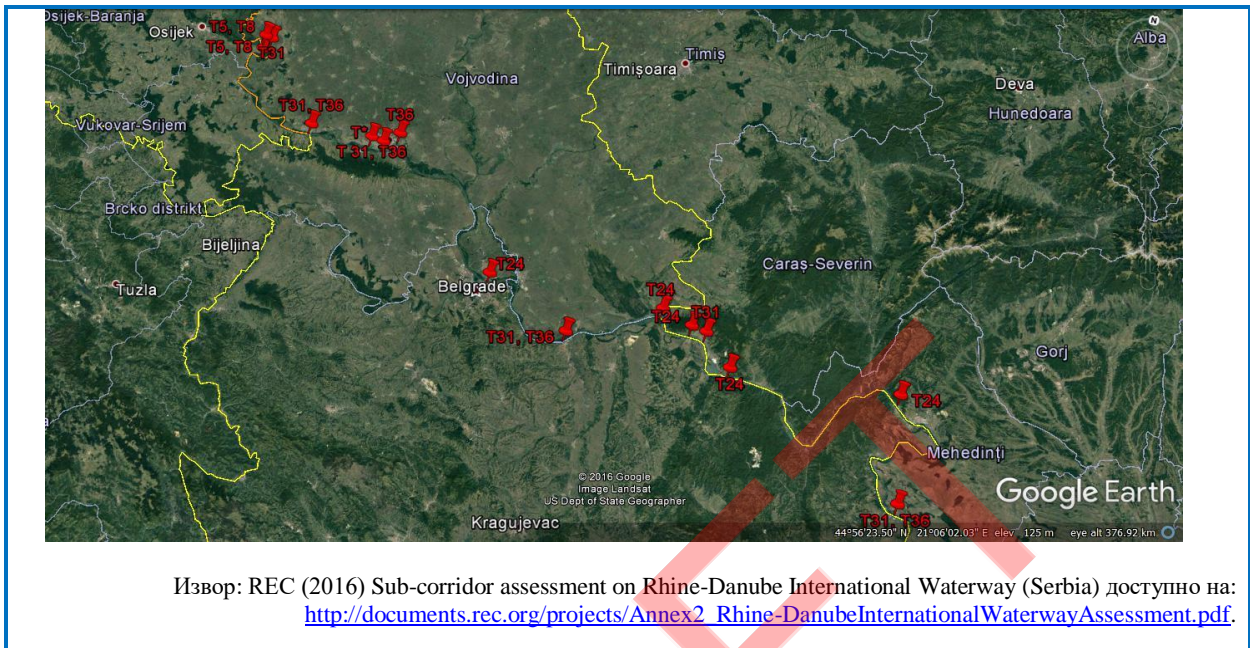 Osijek-Baranja
Osijek
T5, T8
T5, T8
T31
Vojvodina
Timiș
Timișoara
Alba
Deva
Hunedoara
Vukovar-Srijem
T31, T36
T36
T*
T 31, T36
Brcko distrikt
Bijeljina
Tuzla
T24
Belgrade
Caraș-Severin
T24
T24
T31
T31, T36
T24
Gorj
T24
Mehedinți
© 2016 Google
Image Landsat
US Dept of State Geographer
Google Earth
T31, T36
Kragujevac
44°56'23.50" N 21°06'02.03" E elev 125 m eye alt 376.92 km
Извор: REC (2016) Sub-corridor assessment on Rhine-Danube International Waterway (Serbia) доступно на:
http://documents.rec.org/projects/Annex2_Rhine-DanubeInternationalWaterwayAssessment.pdf.